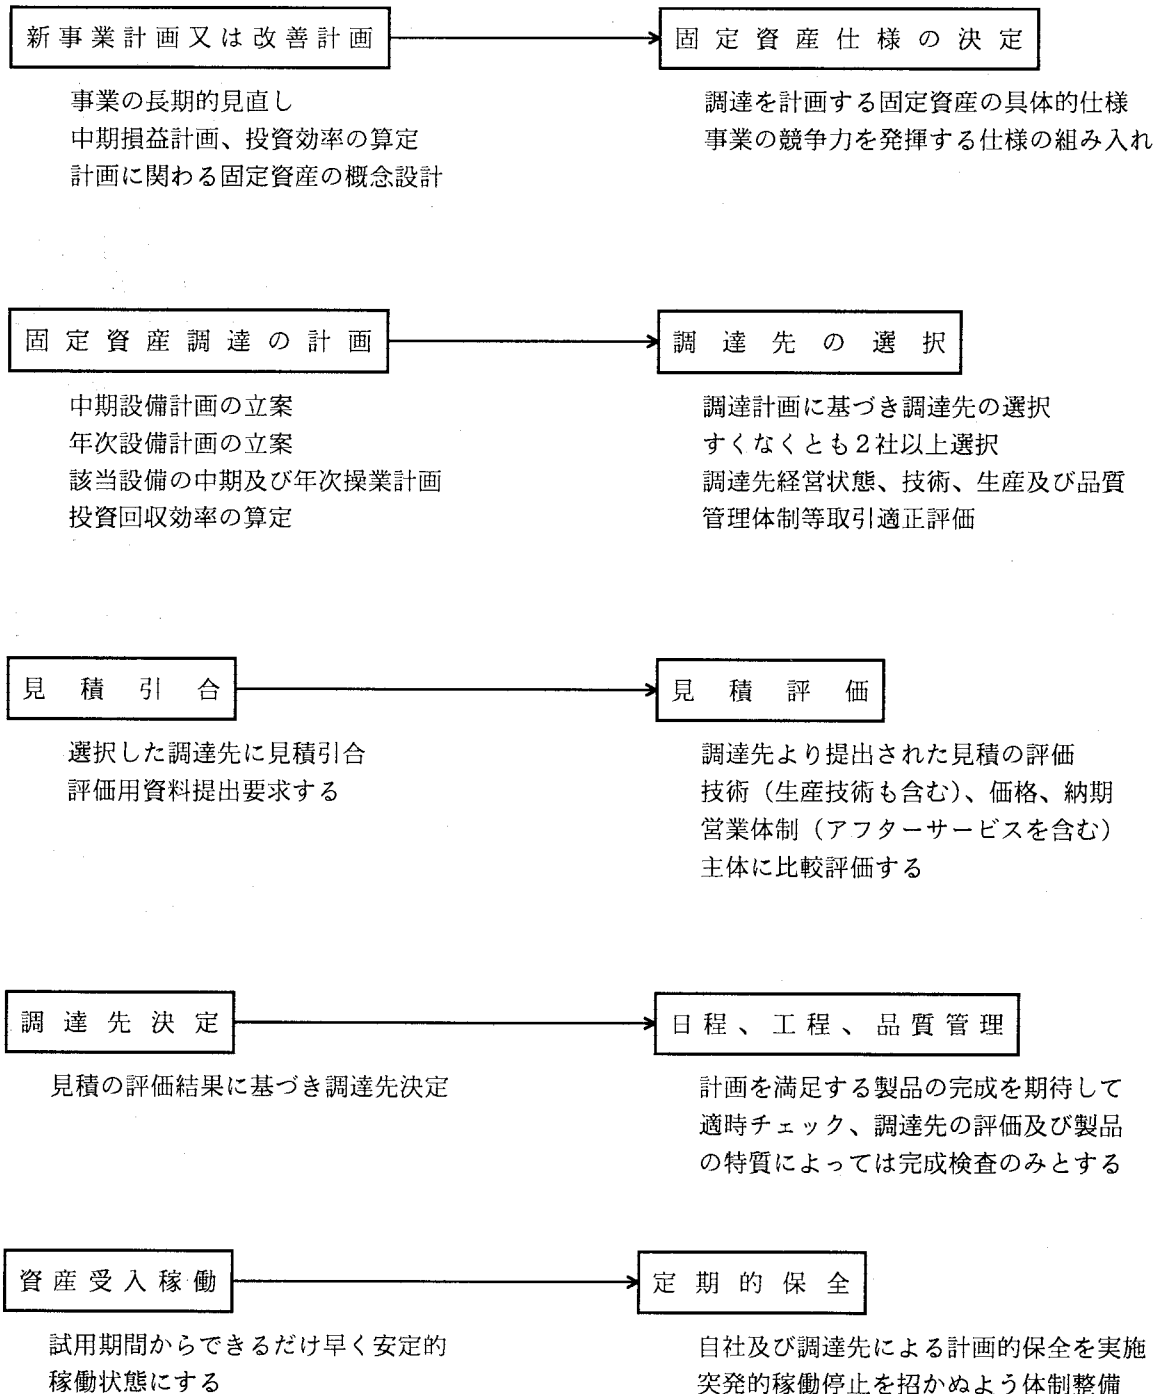 新事業計画又は改善計画
事業の長期的見直し
中期損益計画、投資効率の算定
計画に関わる固定資産の概念設計
固定資産仕様の決定
調達を計画する固定資産の具体的仕様
事業の競争力を発揮する仕様の組み入れ
固定資産調達の計画
中期設備計画の立案
年次設備計画の立案
該当設備の中期及び年次操業計画
投資回収効率の算定
調達先の選択
調達計画に基づき調達先の選択
すくなくとも2社以上選択
調達先経営状態、技術、生産及び品質
管理体制等取引適正評価
見積引合
選択した調達先に見積引合
評価用資料提出要求する
見積評価
調達先より提出された見積の評価
技術（生産技術も含む）、価格、納期
営業体制（アフターサービスを含む）
主体に比較評価する
調達先決定
見積の評価結果に基づき調達先決定
日程、工程、品質管理
計画を満足する製品の完成を期待して
適時チェック、調達先の評価及び製品
の特質によっては完成検査のみとする
資産受入稼働
試用期間からできるだけ早く安定的
稼働状態にする
定期的保全
自社及び調達先による計画的保全を実施
突発的稼働停止を招かぬよう体制整備